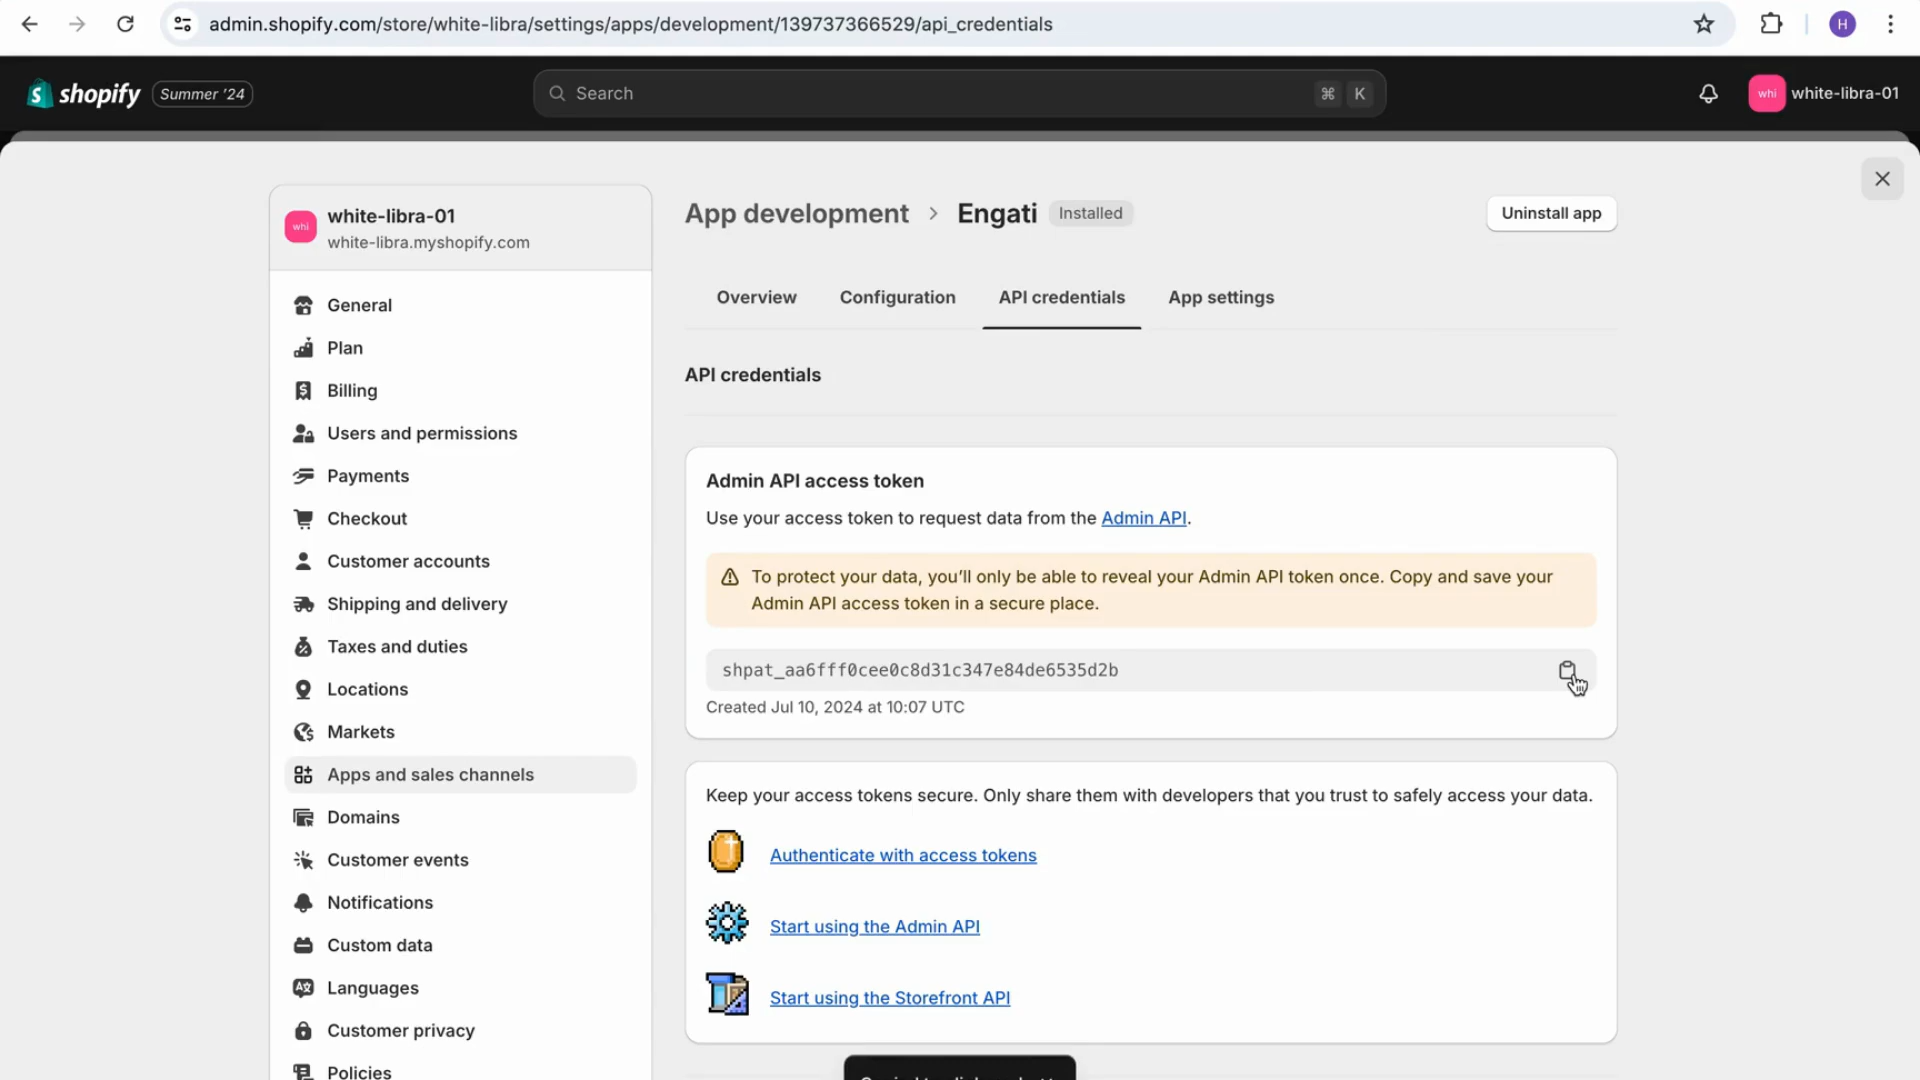 admin.shopify.com/store/white-libra/settings/apps/development/139737366529/api_credentials
H
shopify
Summer '24
Search
⌘ K
whi
white-libra-01
whi
white-libra-01
white-libra.myshopify.com
General
Plan
Billing
Users and permissions
Payments
Checkout
Customer accounts
Shipping and delivery
Taxes and duties
Locations
Markets
Apps and sales channels
Domains
Customer events
Notifications
Custom data
Languages
Customer privacy
Policies
App development > Engati Installed
Uninstall app
Overview Configuration API credentials App settings
API credentials
Admin API access token
Use your access token to request data from the Admin API.
To protect your data, you’ll only be able to reveal your Admin API token once. Copy and save your
Admin API access token in a secure place.
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
Created Jul 10, 2024 at 10:07 UTC
Keep your access tokens secure. Only share them with developers that you trust to safely access your data.
Authenticate with access tokens
Start using the Admin API
Start using the Storefront API